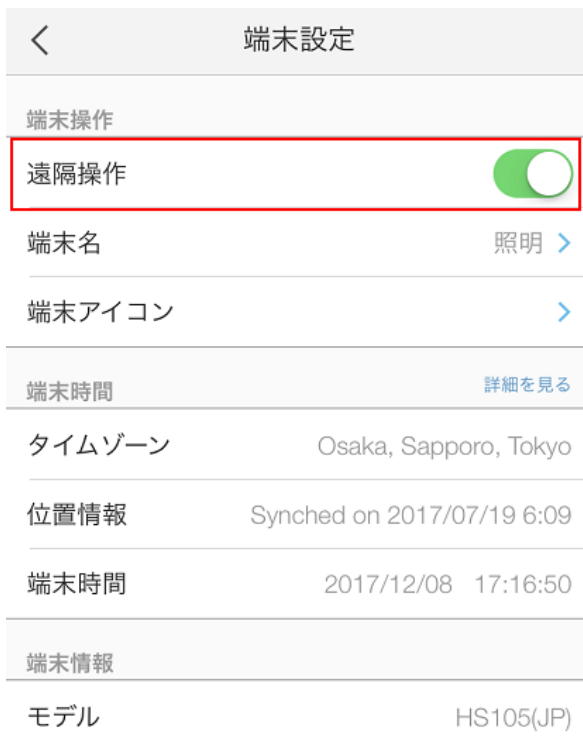 端末設定
端末操作
遠隔操作
端末名 照明
端末アイコン
端末時間 詳細を見る
タイムゾーン Osaka, Sapporo, Tokyo
位置情報 Synched on 2017/07/19 6:09
端末時間 2017/12/08 17:16:50
端末情報
モデル HS105(JP)